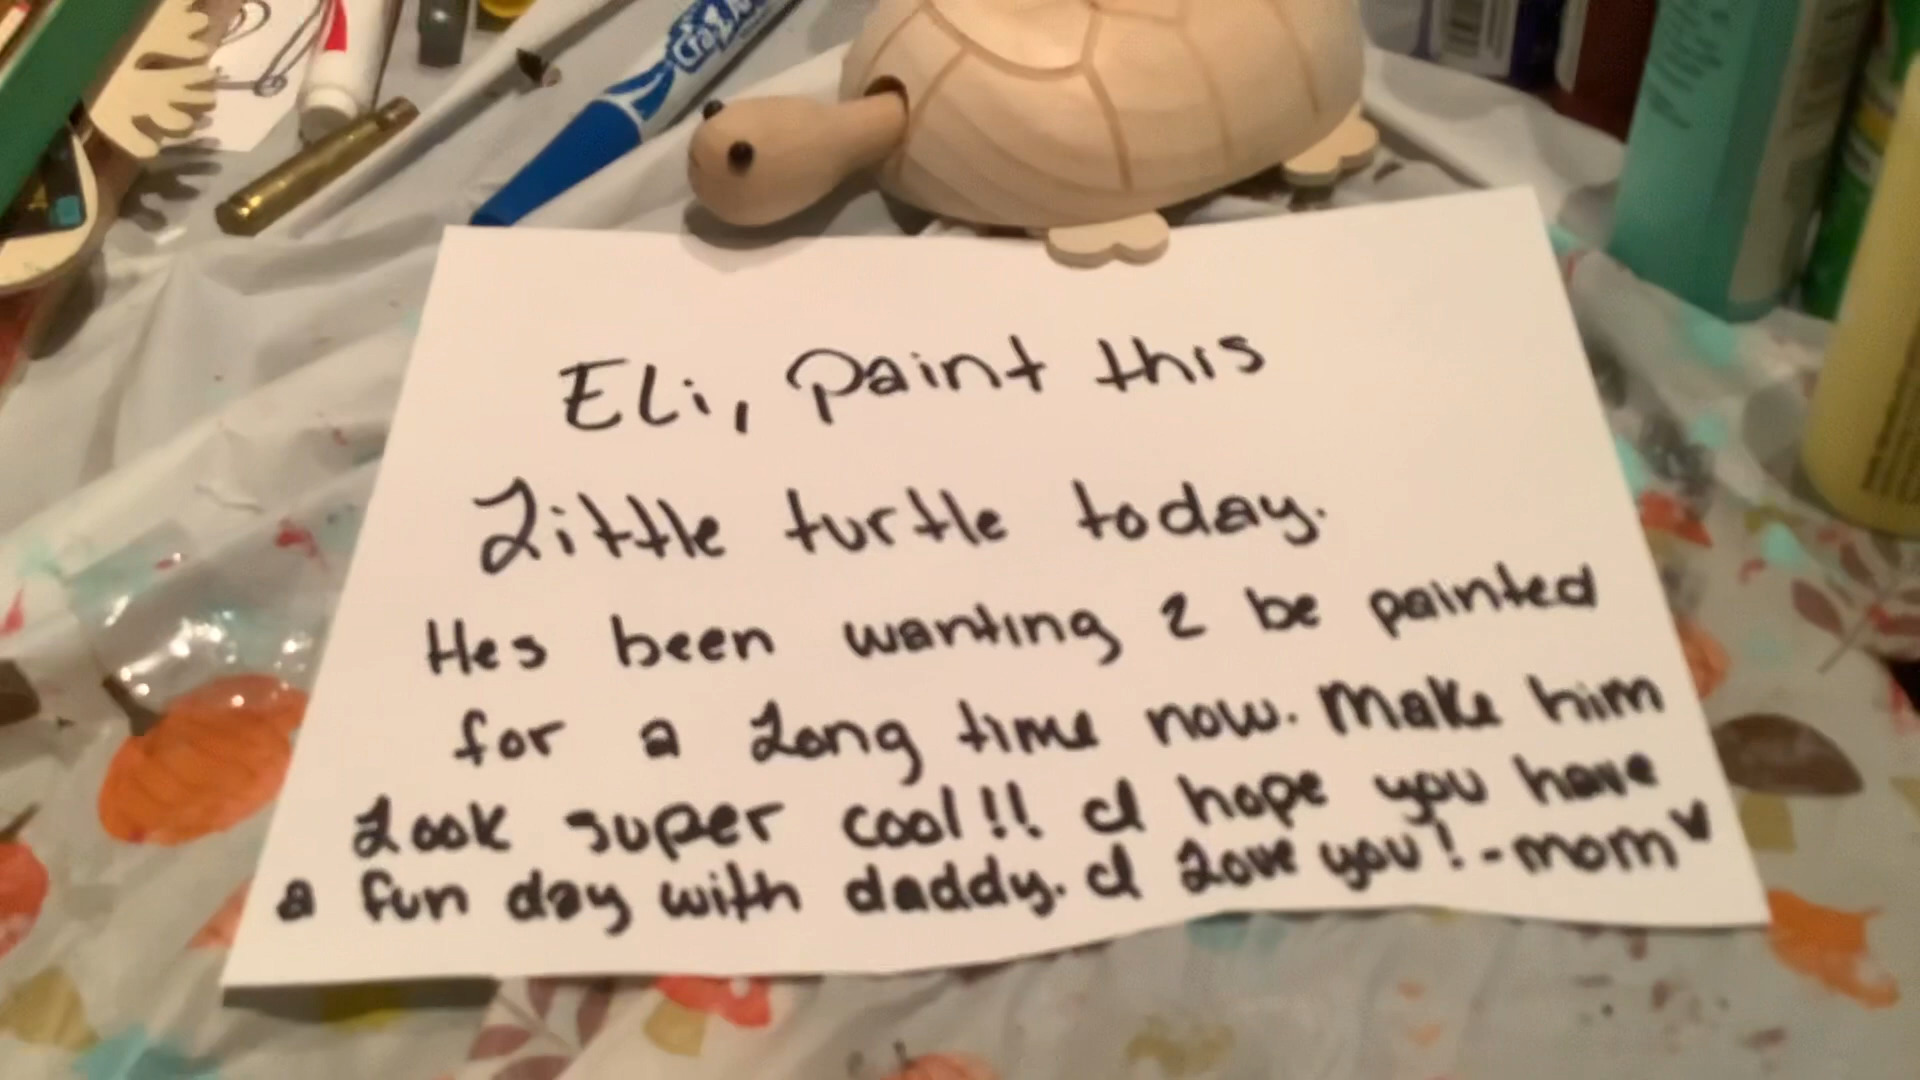 Eli, paint this
Little turtle today.
Hes been wanting 2 be painted
for a long time now. Make him
Look super cool!! I hope you have
a fun day with daddy. I Love you! - mom